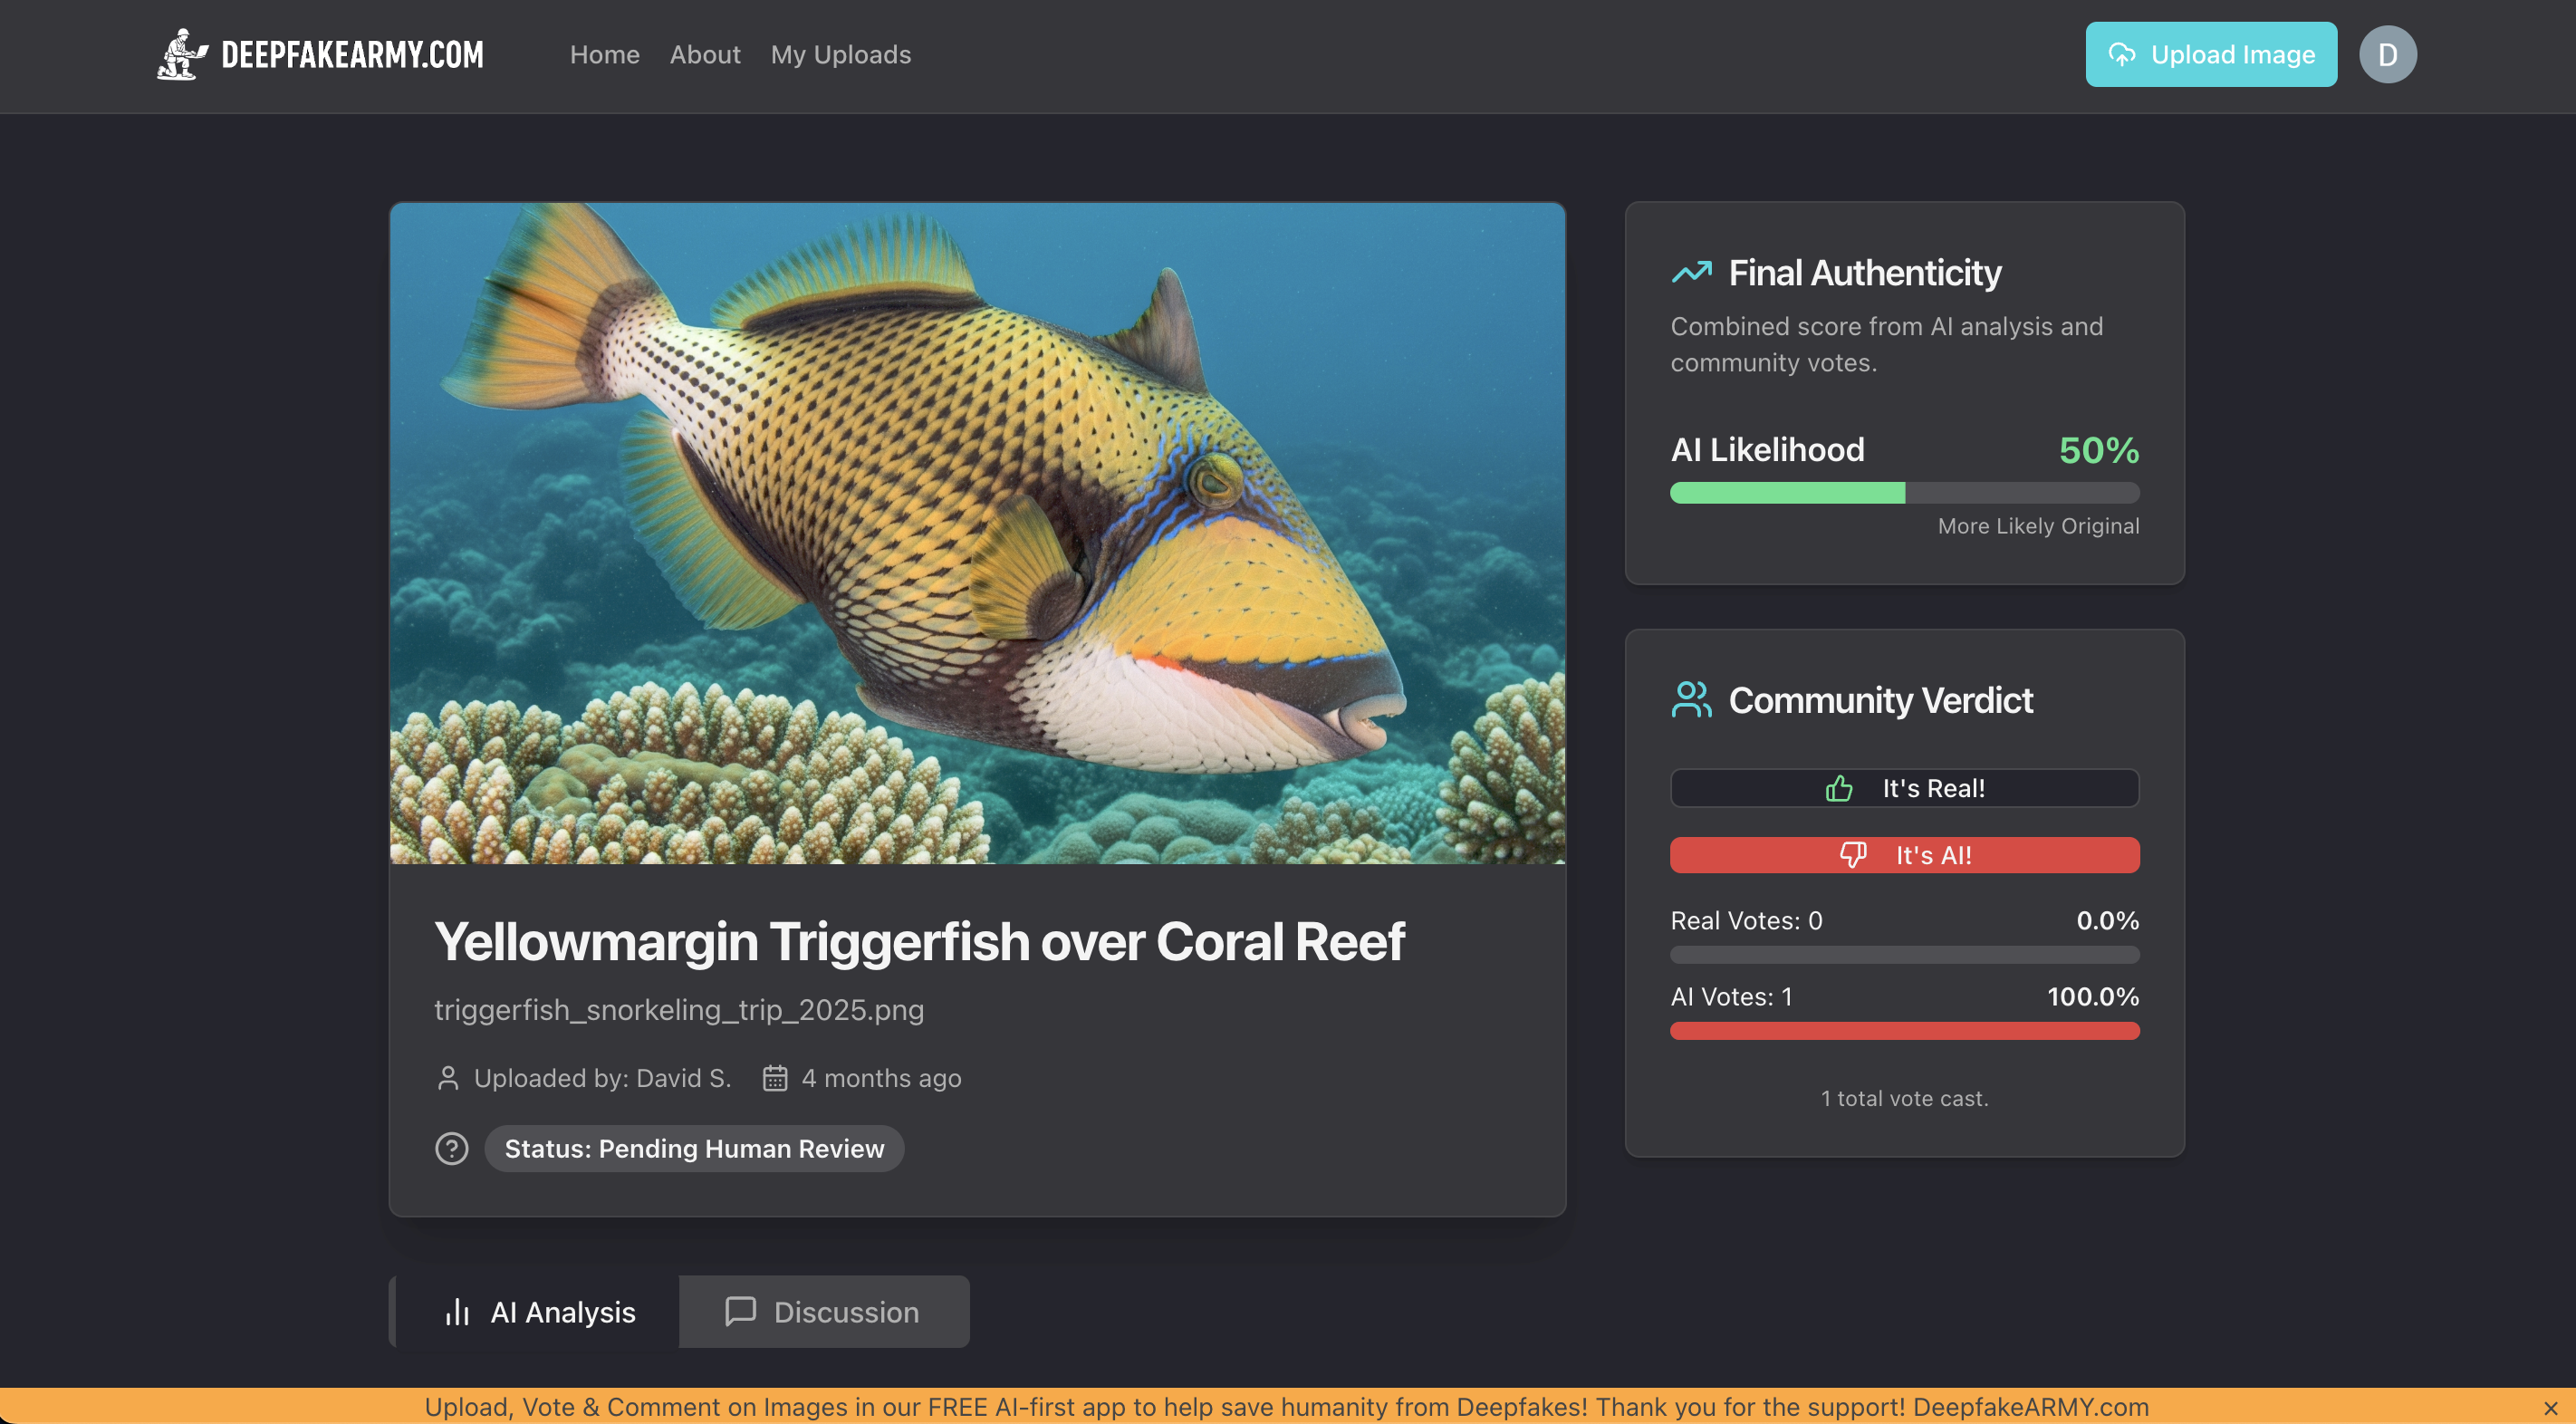 DEEPFAKEARMY.COM
Home
About
My Uploads
Upload Image
D
Yellowmargin Triggerfish over Coral Reef
triggerfish_snorkeling_trip_2025.png
Uploaded by: David S.
4 months ago
Status: Pending Human Review
AI Analysis
Discussion
Final Authenticity
Combined score from AI analysis and
community votes.
AI Likelihood
50%
More Likely Original
Community Verdict
It's Real!
It's AI!
Real Votes: 0
0.0%
AI Votes: 1
100.0%
1 total vote cast.
Upload, Vote & Comment on Images in our FREE AI-first app to help save humanity from Deepfakes! Thank you for the support! DeepfakeARMY.com